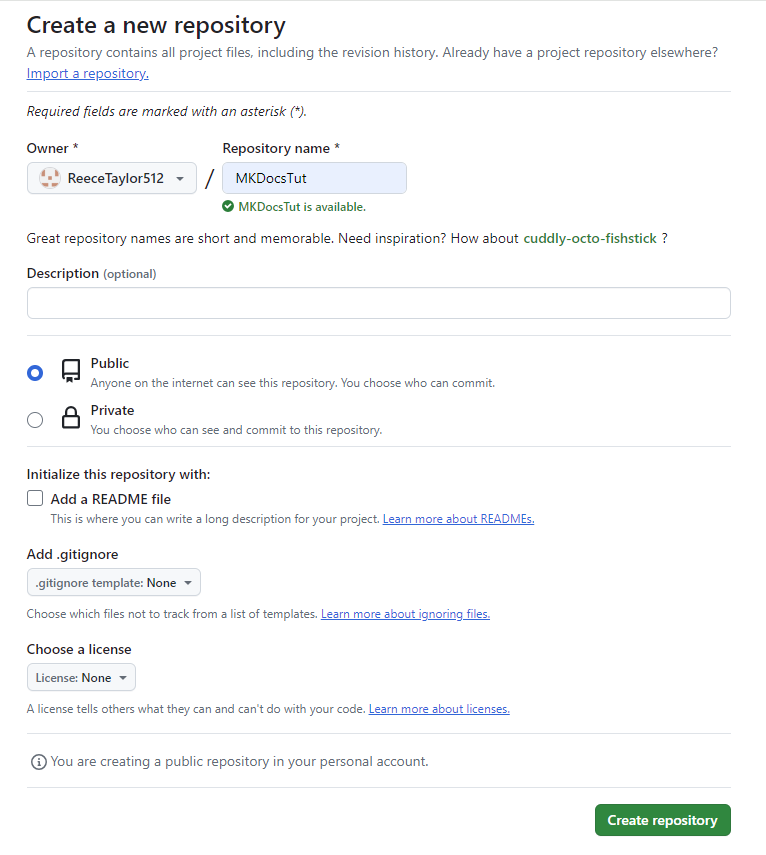 Create a new repository
A repository contains all project files, including the revision history. Already have a project repository elsewhere?
Import a repository.
Required fields are marked with an asterisk (*).
Owner *
Repository name *
ReeceTaylor512
/
MKDocsTut
MKDocsTut is available.
Great repository names are short and memorable. Need inspiration? How about cuddly-octo-fishstick ?
Description (optional)
Public
Anyone on the internet can see this repository. You choose who can commit.
Private
You choose who can see and commit to this repository.
Initialize this repository with:
Add a README file
This is where you can write a long description for your project. Learn more about READMEs.
Add .gitignore
.gitignore template: None
Choose which files not to track from a list of templates. Learn more about ignoring files.
Choose a license
License: None
A license tells others what they can and can't do with your code. Learn more about licenses.
You are creating a public repository in your personal account.
Create repository